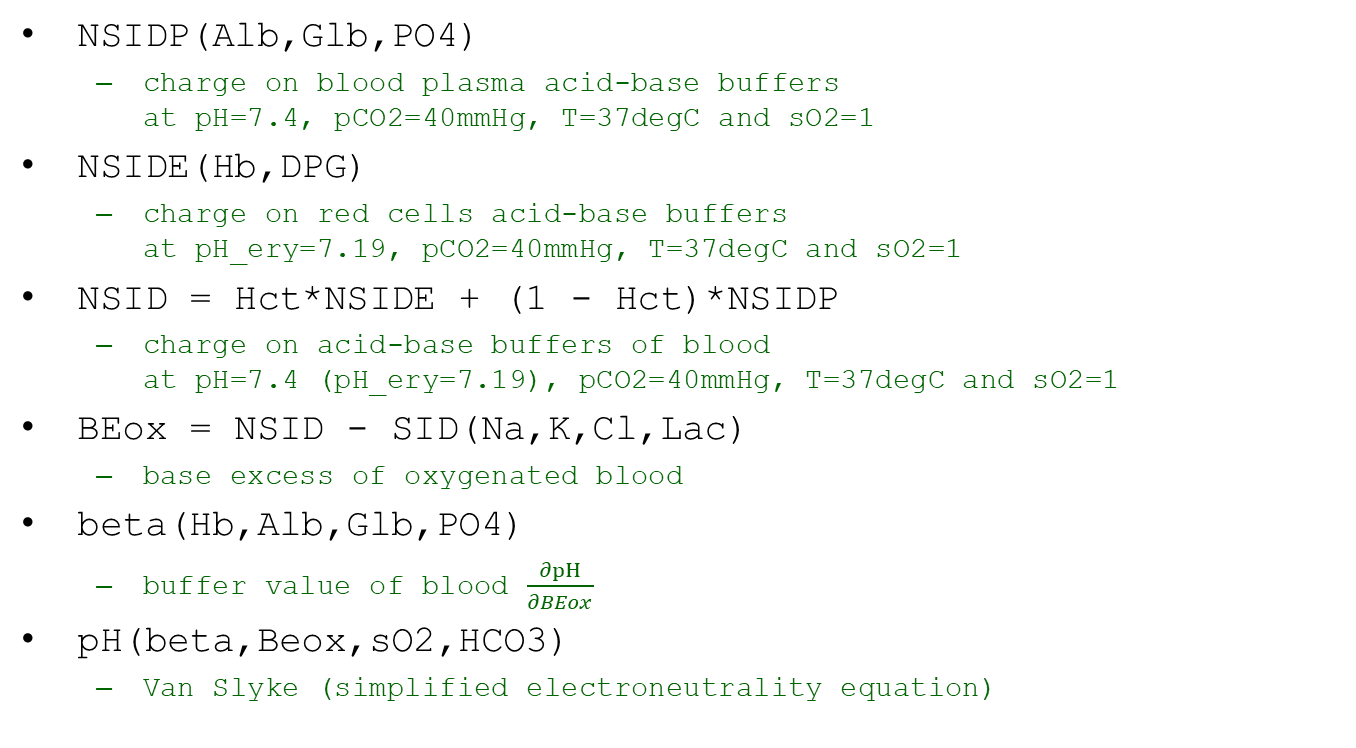 • NSIDP(Alb,Glb,PO4)
– charge on blood plasma acid-base buffers
at pH=7.4, pCO2=40mmHg, T=37degC and sO2=1
• NSIDE(Hb,DPG)
– charge on red cells acid-base buffers
at pH_ery=7.19, pCO2=40mmHg, T=37degC and sO2=1
• NSID = Hct*NSIDE + (1 - Hct)*NSIDP
– charge on acid-base buffers of blood
at pH=7.4 (pH_ery=7.19), pCO2=40mmHg, T=37degC and sO2=1
• BEox = NSID - SID(Na,K,Cl,Lac)
– base excess of oxygenated blood
• beta(Hb,Alb,Glb,PO4)
– buffer value of blood ∂pH/∂BEox
• pH(beta,Beox,sO2,HCO3)
– Van Slyke (simplified electroneutrality equation)